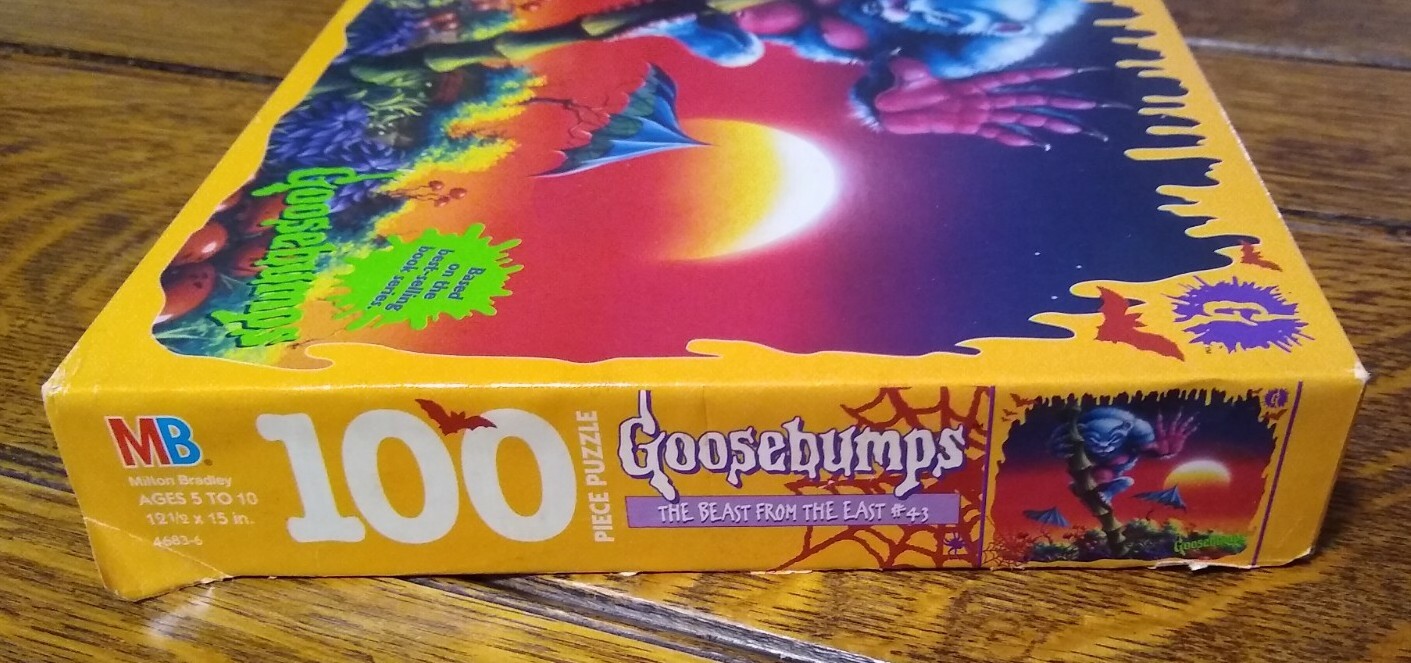 Goosebumps
Based
on the
best-selling
book series
G
MB
Milton Bradley
AGES 5 TO 10
12 1/2 x 15 in.
4683-6
100
PIECE PUZZLE
Goosebumps
THE BEAST FROM THE EAST #43
Goosebumps
G